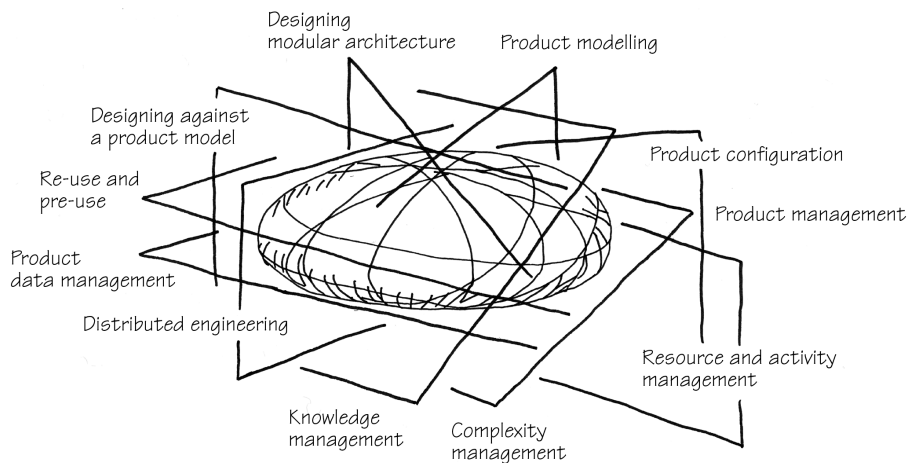 Designing
modular architecture
Product modelling
Designing against
a product model
Product configuration
Re-use and
pre-use
Product management
Product
data management
Distributed engineering
Resource and activity
management
Knowledge
management
Complexity
management